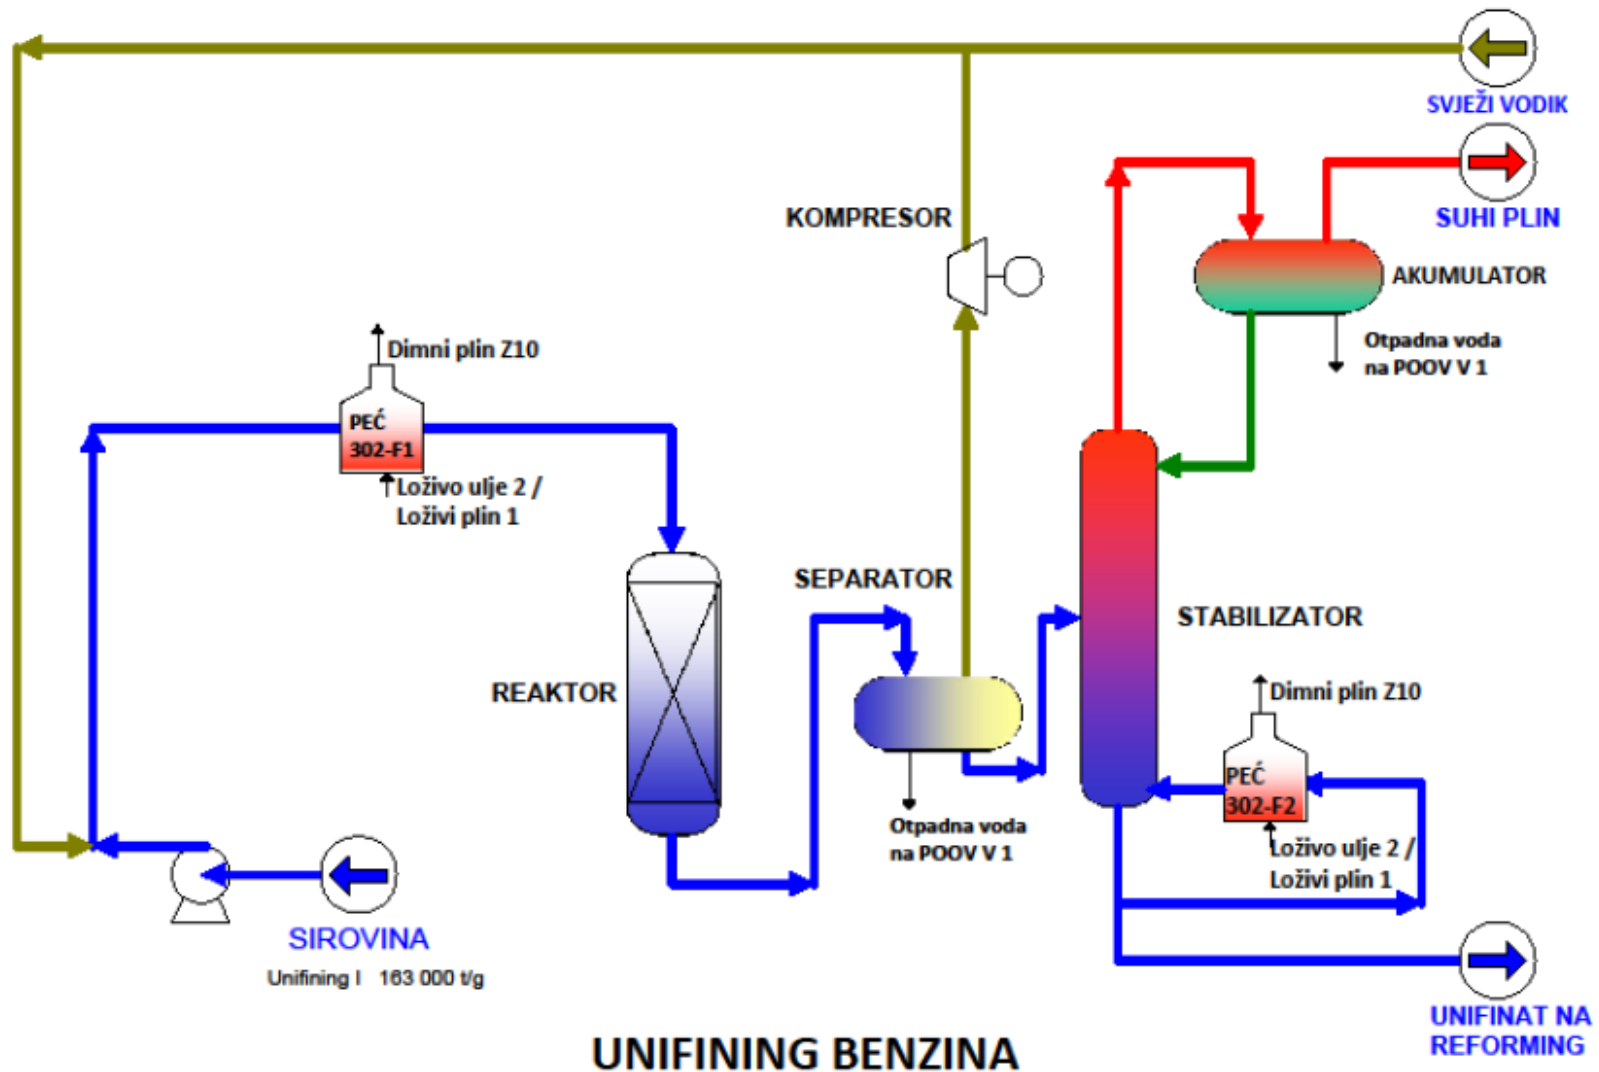 SVJEŽI VODIK
SUHI PLIN
KOMPRESOR
AKUMULATOR
Otpadna voda
na POOV V 1
Dimni plin Z10
PEĆ
302-F1
Loživo ulje 2 /
Loživi plin 1
SEPARATOR
STABILIZATOR
REAKTOR
Dimni plin Z10
PEĆ
302-F2
Otpadna voda
na POOV V 1
Loživo ulje 2 /
Loživi plin 1
SIROVINA
Unifining I 163 000 t/g
UNIFINAT NA
REFORMING
UNIFINING BENZINA